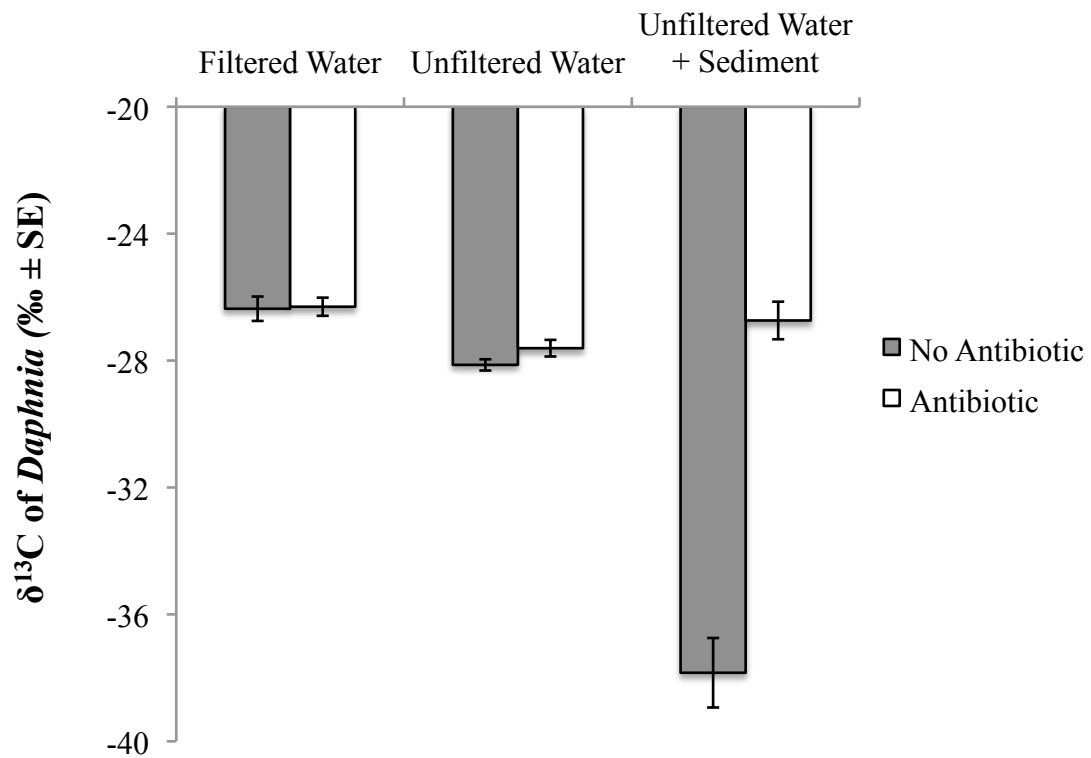 Unfiltered Water
Filtered Water Unfiltered Water + Sediment
-20
-24
-28
-32
-36
-40
δ¹³C of Daphnia (‰ ± SE)
No Antibiotic
Antibiotic